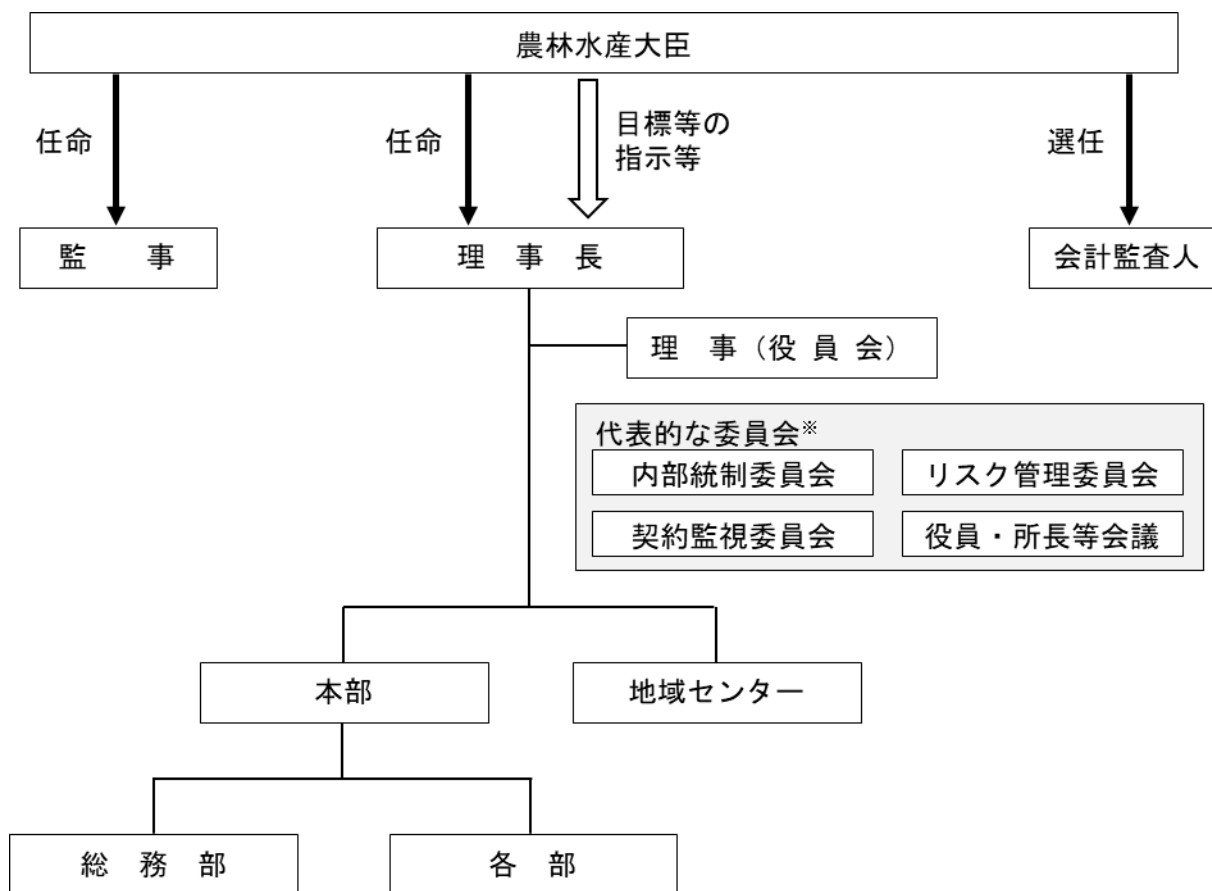 農林水産大臣
任命
任命
目標等の
指示等
選任
監　事
理　事　長
会計監査人
理　事（役 員 会）
代表的な委員会※
内部統制委員会
リスク管理委員会
契約監視委員会
役員・所長等会議
本部
地域センター
総　務　部
各　部